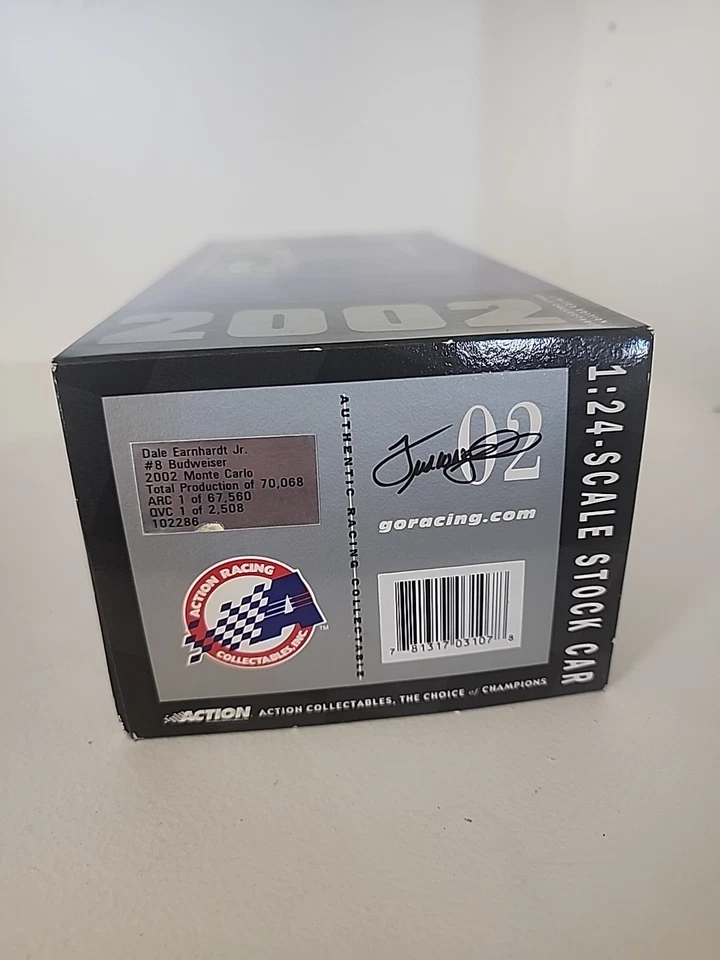 2002
1:24-SCALE STOCK CAR
Dale Earnhardt Jr.
#8 Budweiser
2002 Monte Carlo
Total Production of 70,068
ARC 1 of 67,560
QVC 1 of 2,508
102286
AUTHENTIC RACING COLLECTABLE
02
goracing.com
ACTION RACING
COLLECTABLES, INC.
A
TM
7 81317 03107 8
ACTION
ACTION COLLECTABLES, THE CHOICE of CHAMPIONS